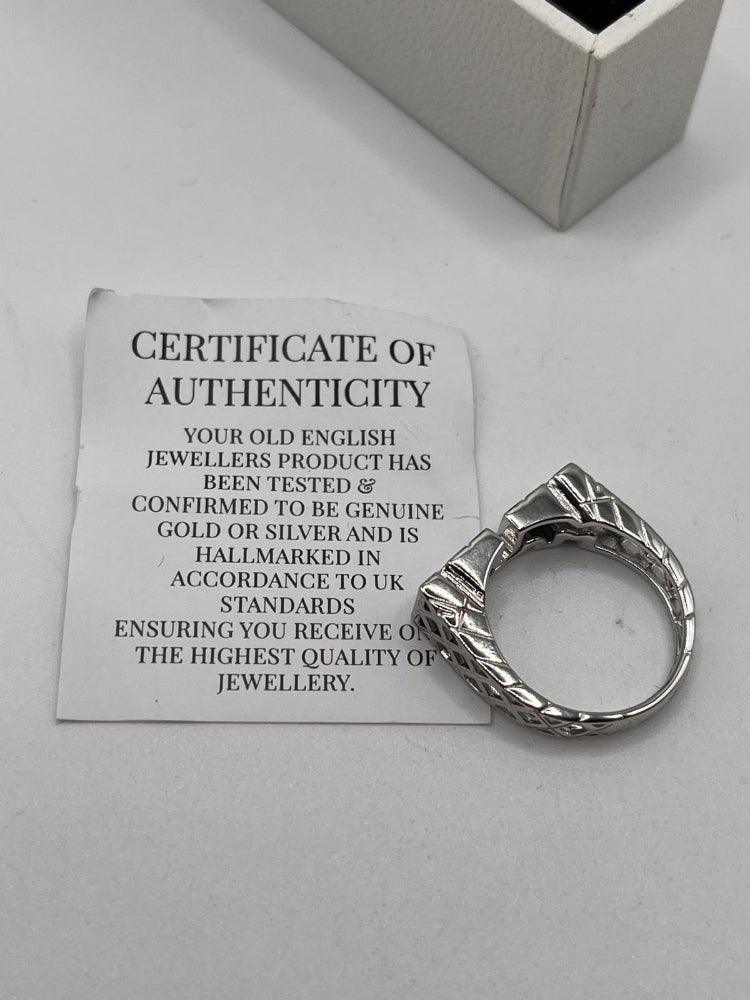 CERTIFICATE OF
AUTHENTICITY
YOUR OLD ENGLISH
JEWELLERS PRODUCT HAS
BEEN TESTED &
CONFIRMED TO BE GENUINE
GOLD OR SILVER AND IS
HALLMARKED IN
ACCORDANCE TO UK
STANDARDS
ENSURING YOU RECEIVE
THE HIGHEST QUALITY OF
JEWELLERY.